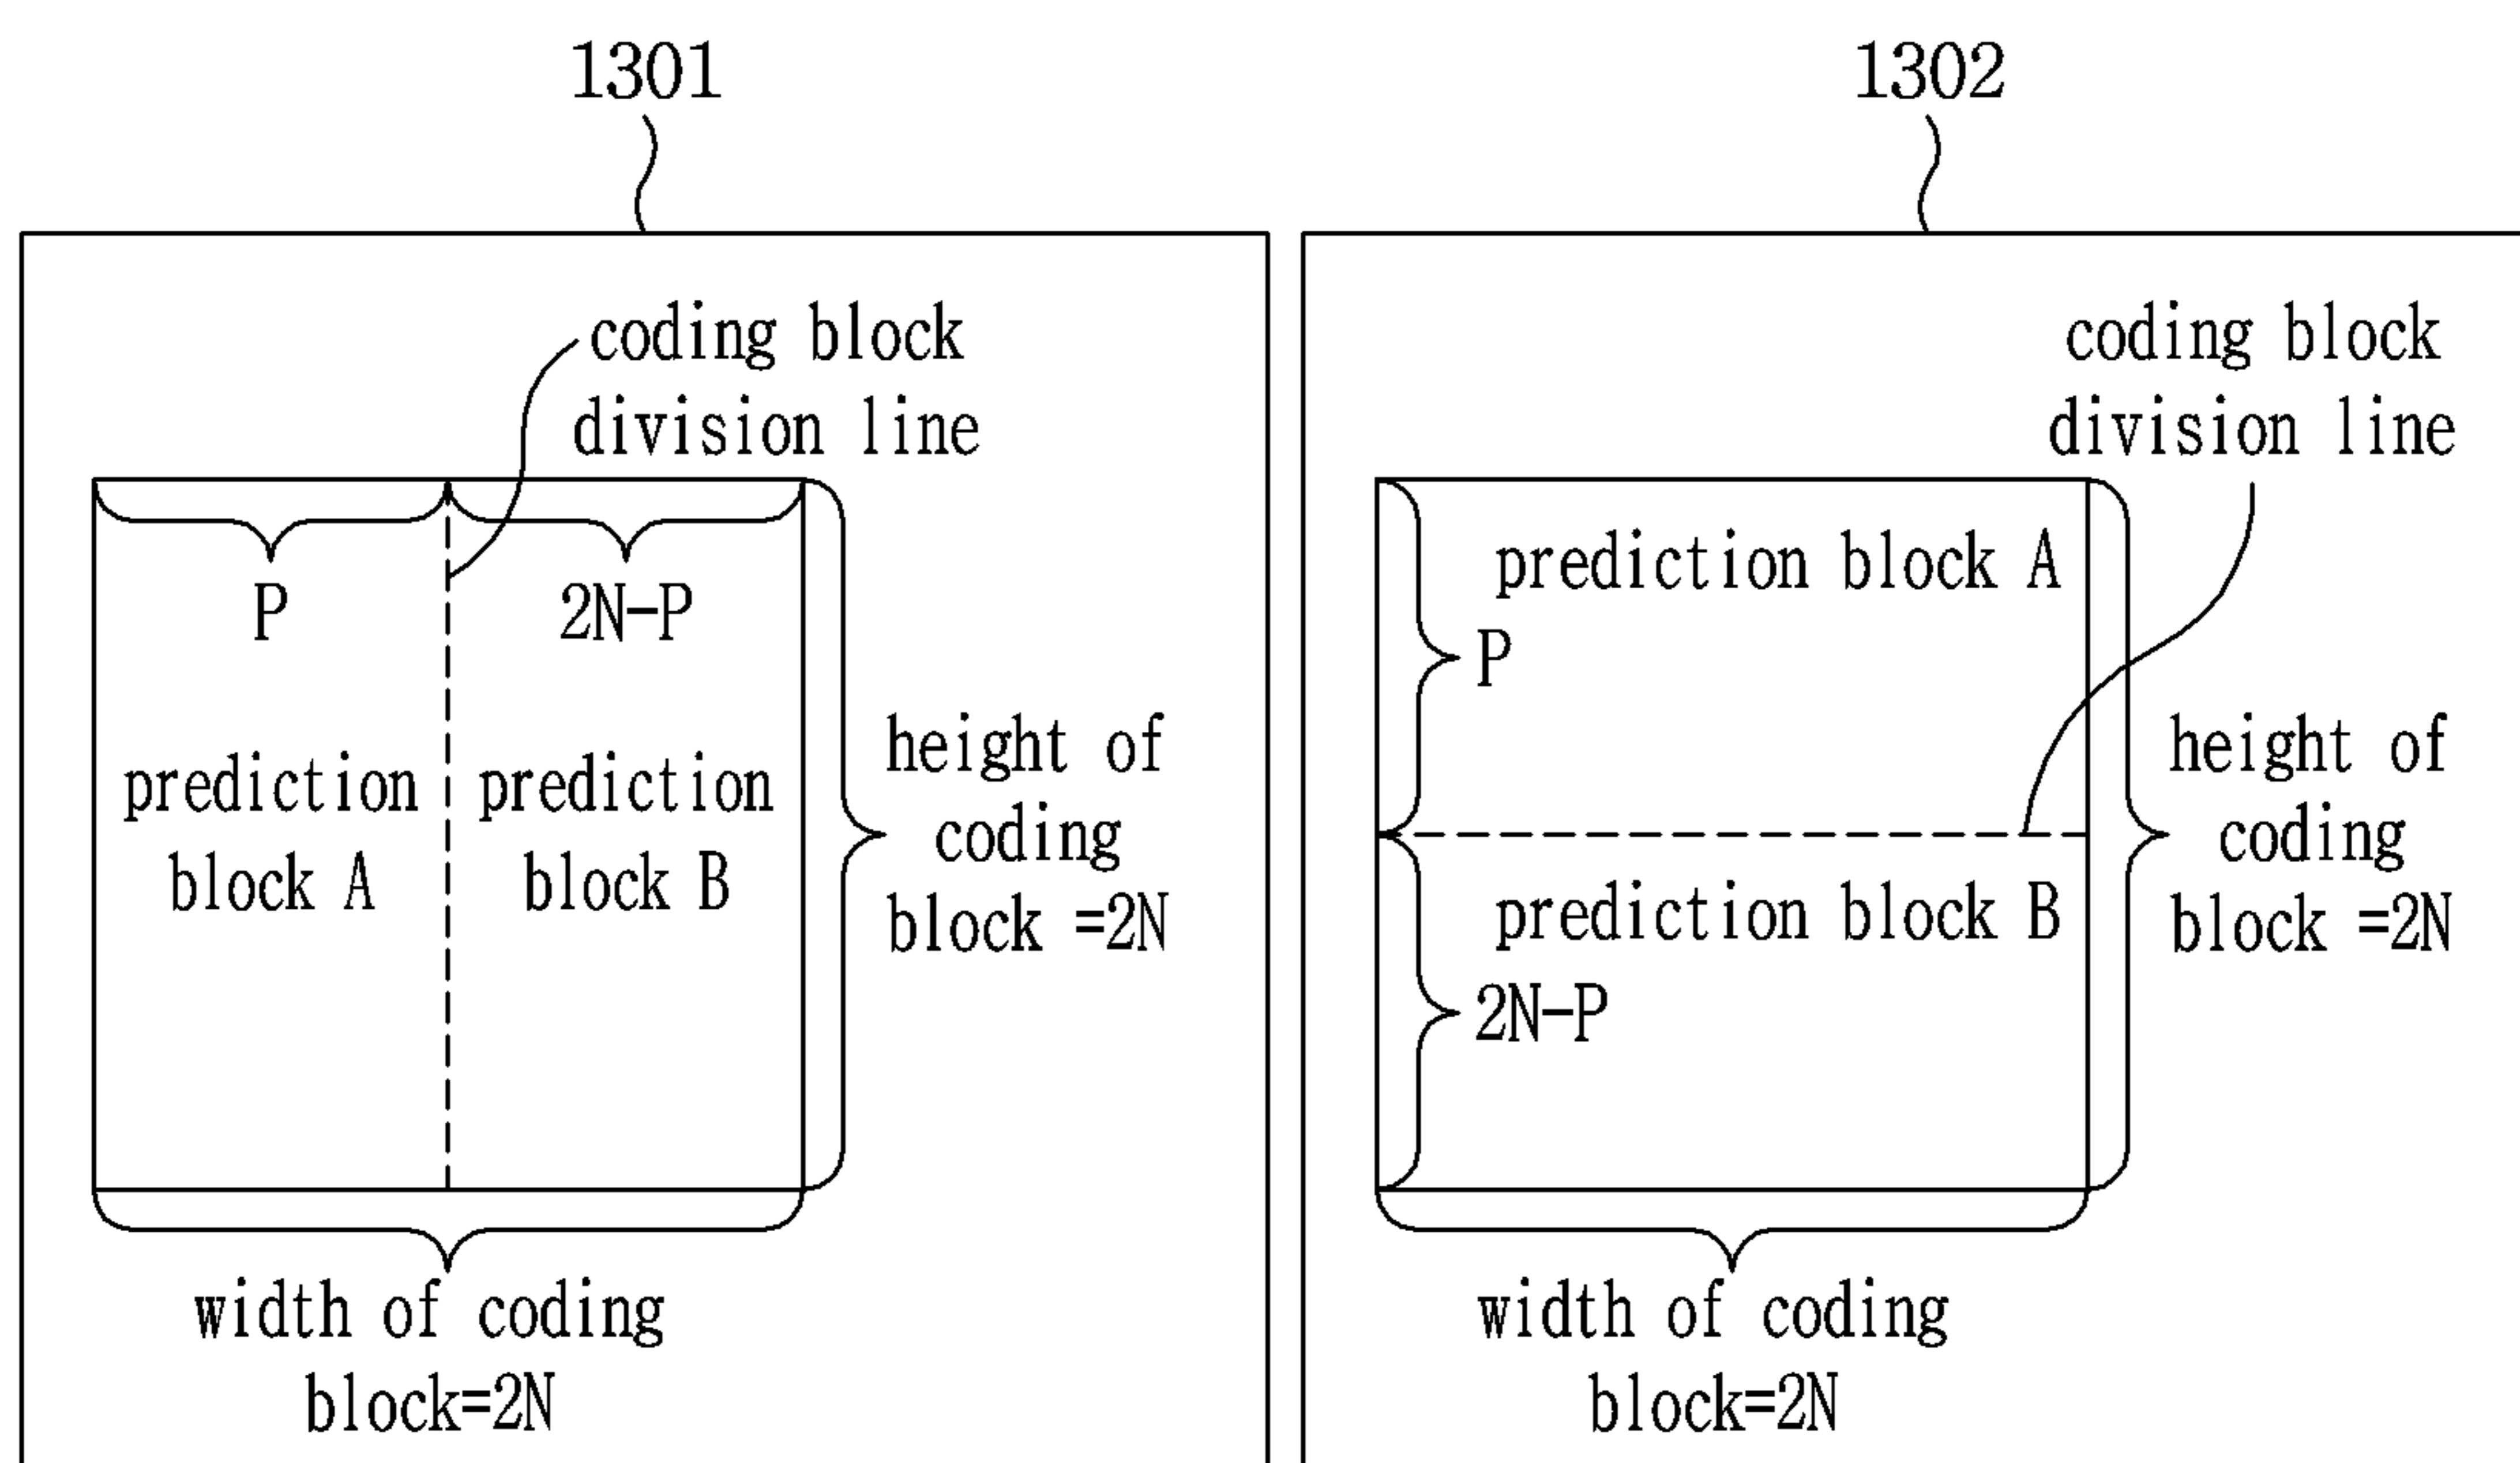 1301
coding block
division line
P
2N-P
prediction
block A
prediction
block B
height of
coding
block =2N
width of coding
block=2N
1302
coding block
division line
prediction block A
P
prediction block B
2N-P
height of
coding
block =2N
width of coding
block=2N